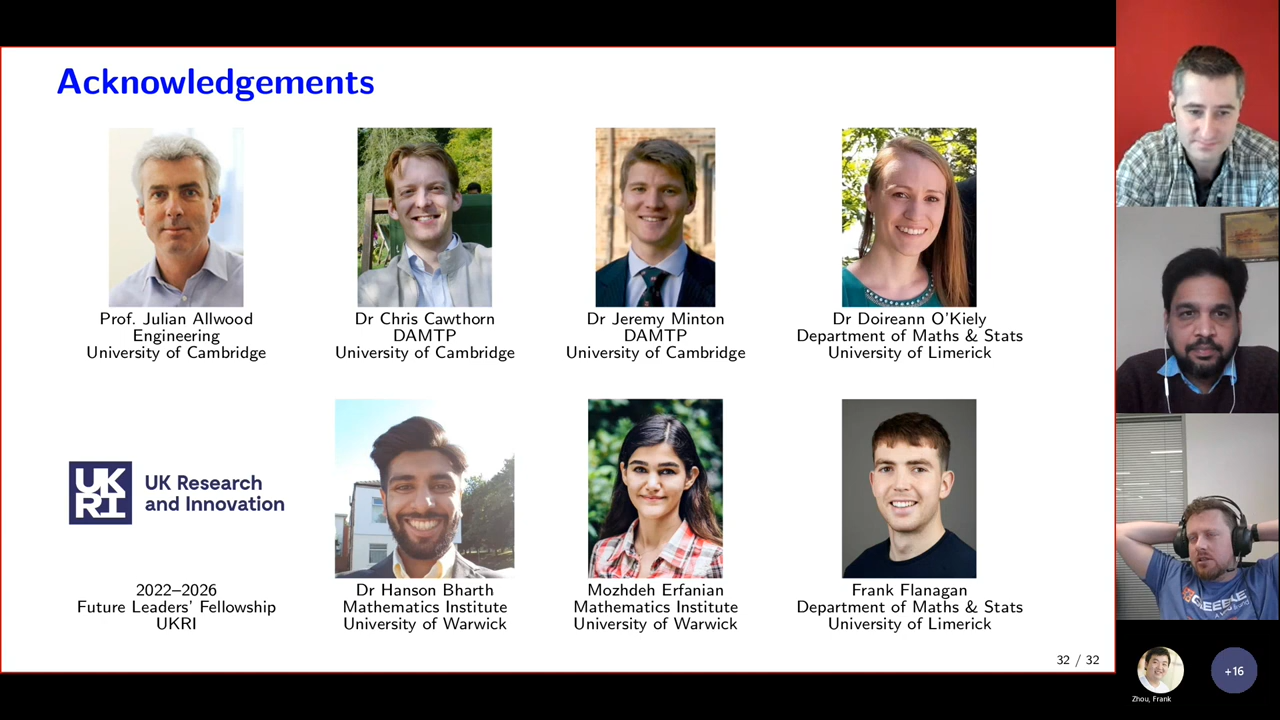 Acknowledgements
Prof. Julian Allwood
Engineering
University of Cambridge
Dr Chris Cawthorn
DAMTP
University of Cambridge
Dr Jeremy Minton
DAMTP
University of Cambridge
Dr Doireann O'Kiely
Department of Maths & Stats
University of Limerick
UK
RI
UK Research
and Innovation
2022–2026
Future Leaders' Fellowship
UKRI
Dr Hanson Bharth
Mathematics Institute
University of Warwick
Mozhdeh Erfanian
Mathematics Institute
University of Warwick
Frank Flanagan
Department of Maths & Stats
University of Limerick
32 / 32
Zhou, Frank
+16